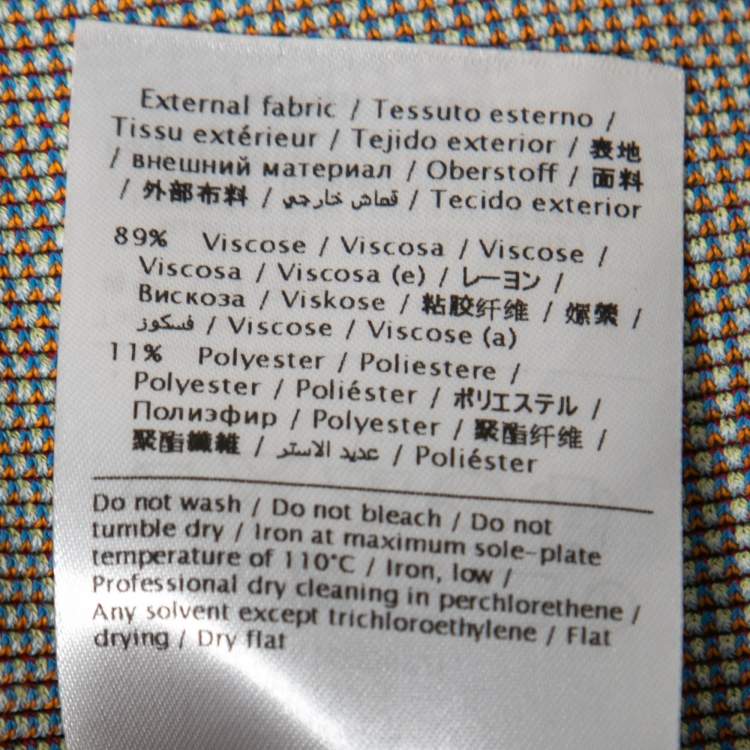 External fabric / Tessuto esterno /
Tissu extérieur / Tejido exterior / 表地
/ внешний материал / Oberstoff / 面料
/ 外部布料 / قماش خارجي / Tecido exterior
89% Viscose / Viscosa / Viscose /
Viscosa / Viscosa (e) / レーヨン /
Вискоза / Viskose / 粘胶纤维 / 嫘縈 /
فسكوز / Viscose / Viscose (a)
11% Polyester / Poliestere /
Polyester / Poliéster / ポリエステル /
Полиэфир / Polyester / 聚酯纤维 /
聚酯纖維 / عديد الاستر / Poliéster
Do not wash / Do not bleach / Do not
tumble dry / Iron at maximum sole-plate
temperature of 110°C / Iron, low /
Professional dry cleaning in perchlorethene /
Any solvent except trichloroethylene / Flat
drying / Dry flat